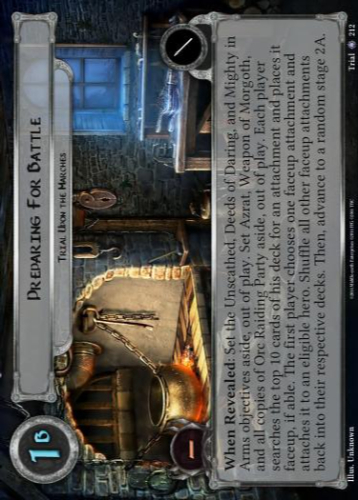 1B
PREPARING FOR BATTLE
TRIAL UPON THE MARCHES
When Revealed: Set the Unscathed, Deeds of Daring, and Mighty in
Arms objectives aside, out of play. Set Azrat, Weapon of Morgoth,
and all copies of Orc Raiding Party aside, out of play. Each player
searches the top 10 cards of his deck for an attachment and places it
faceup, if able. The first player chooses one faceup attachment and
attaches it to an eligible hero. Shuffle all other faceup attachments
back into their respective decks. Then, advance to a random stage 2A.
Illus. Unknown
Trial 212